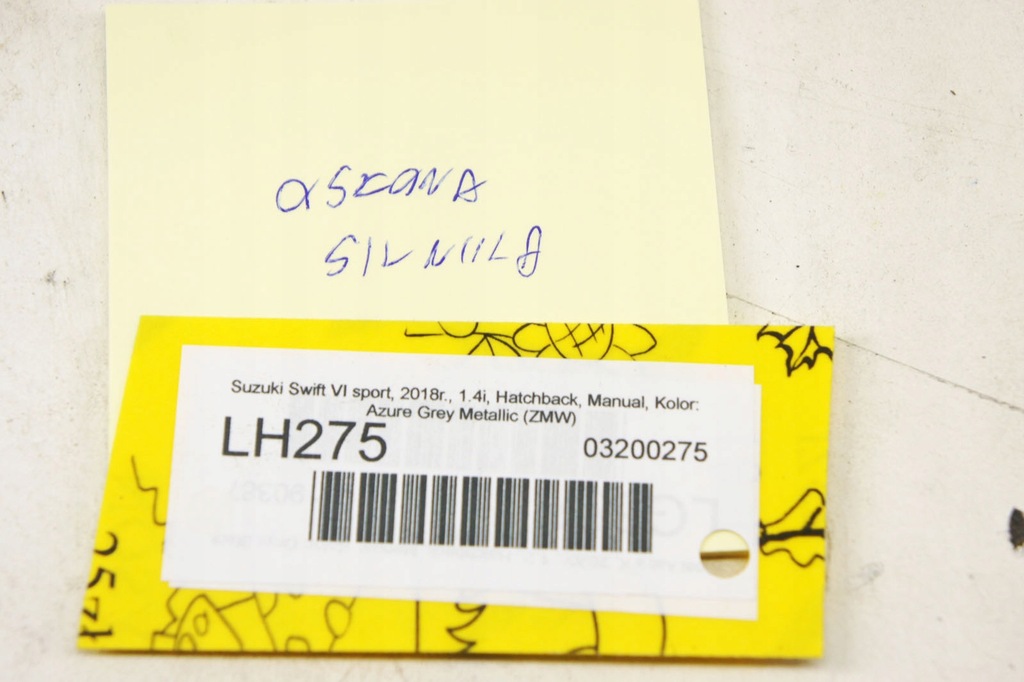 OSŁONA
SILNIKA
Suzuki Swift VI sport, 2018r., 1.4i, Hatchback, Manual, Kolor:
Azure Grey Metallic (ZMW)
LH275 03200275